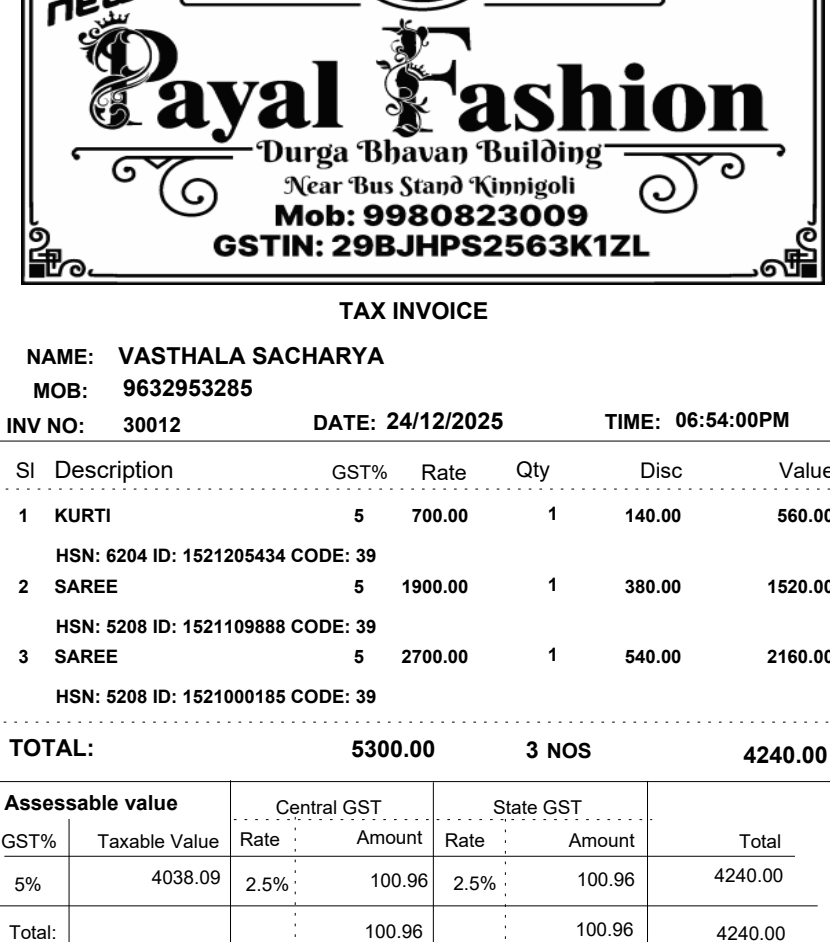 new
Payal Fashion
Durga Bhavan Building
Near Bus Stand Kinnigoli
Mob: 9980823009
GSTIN: 29BJHPS2563K1ZL
TAX INVOICE
NAME: VASTHALA SACHARYA
MOB: 9632953285
INV NO: 30012 DATE: 24/12/2025 TIME: 06:54:00PM
Sl Description GST% Rate Qty Disc Value
1 KURTI 5 700.00 1 140.00 560.00
HSN: 6204 ID: 1521205434 CODE: 39
2 SAREE 5 1900.00 1 380.00 1520.00
HSN: 5208 ID: 1521109888 CODE: 39
3 SAREE 5 2700.00 1 540.00 2160.00
HSN: 5208 ID: 1521000185 CODE: 39
TOTAL: 5300.00 3 NOS 4240.00
Assessable value Central GST State GST
GST% Taxable Value Rate Amount Rate Amount Total
5% 4038.09 2.5% 100.96 2.5% 100.96 4240.00
Total: 100.96 100.96 4240.00